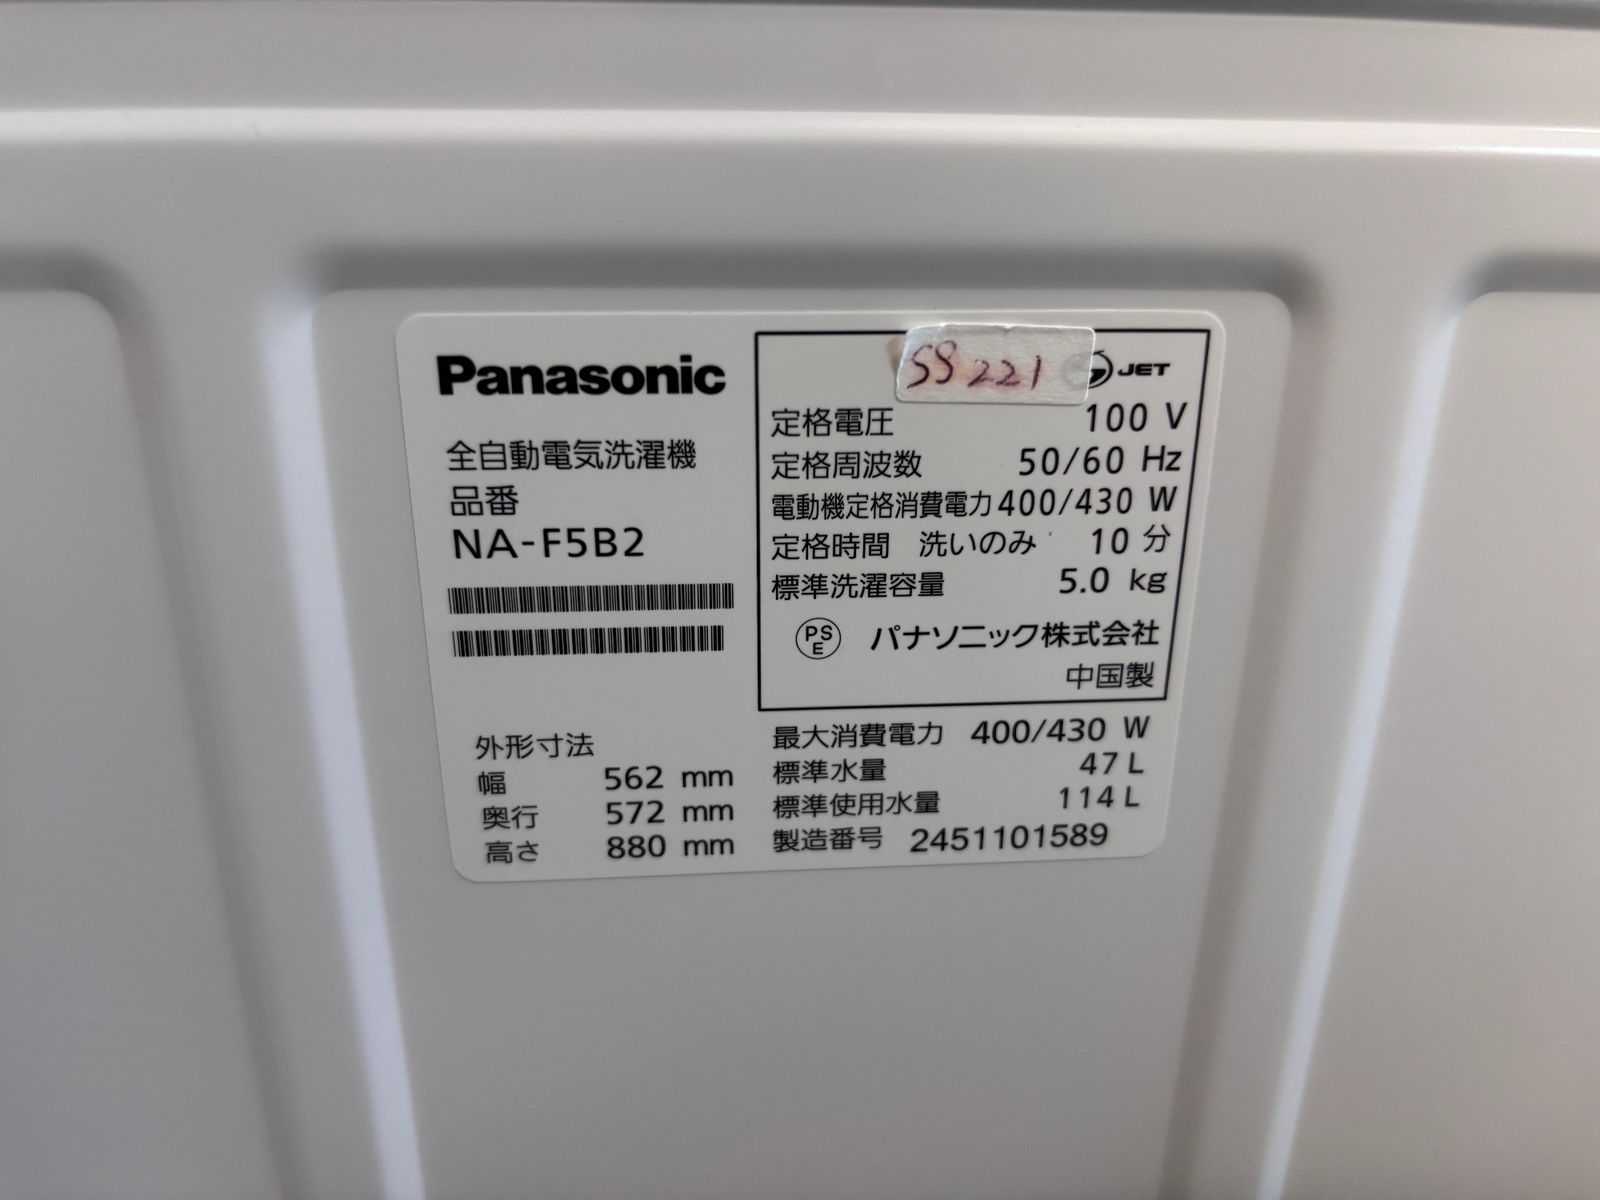 Panasonic
全自動電気洗濯機
品番
NA-F5B2
外形寸法
幅 562 mm
奥行 572 mm
高さ 880 mm
SS 221
JET
定格電圧 100 V
定格周波数 50/60 Hz
電動機定格消費電力 400/430 W
定格時間 洗いのみ 10 分
標準洗濯容量 5.0 kg
PS
E
パナソニック株式会社
中国製
最大消費電力 400/430 W
標準水量 47 L
標準使用水量 114 L
製造番号 2451101589